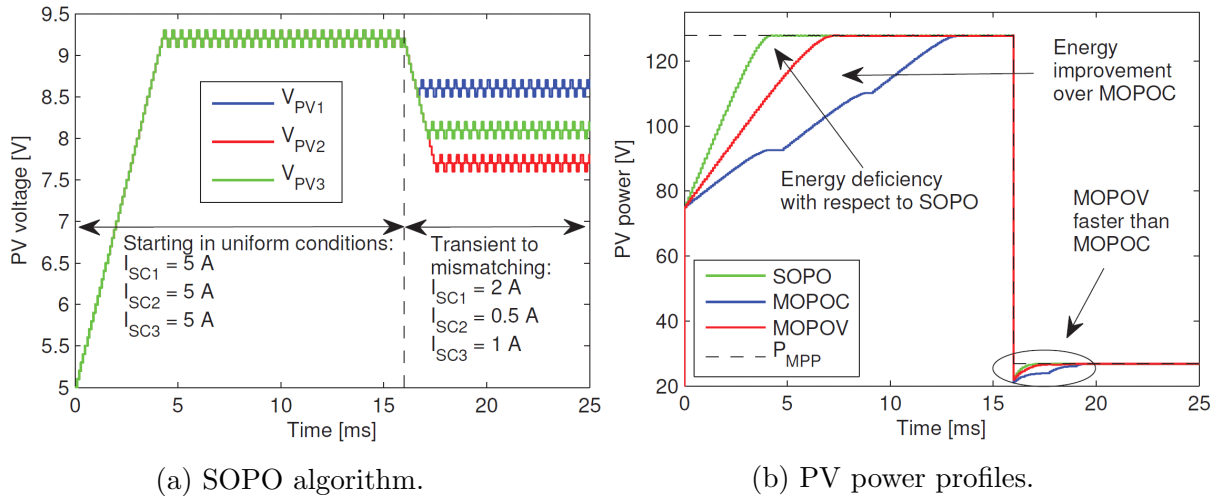 9.5
9
8.5
8
7.5
7
6.5
6
5.5
5
PV voltage [V]
V_PV1
V_PV2
V_PV3
Starting in uniform conditions:
I_SC1 = 5 A
I_SC2 = 5 A
I_SC3 = 5 A
Transient to
mismatching:
I_SC1 = 2 A
I_SC2 = 0.5 A
I_SC3 = 1 A
0 5 10 15 20 25
Time [ms]
(a) SOPO algorithm.
120
100
80
60
40
20
PV power [V]
Energy
improvement
over MOPOC
Energy deficiency
with respect to SOPO
MOPOV
faster than
MOPOC
SOPO
MOPOC
MOPOV
P_MPP
0 5 10 15 20 25
Time [ms]
(b) PV power profiles.